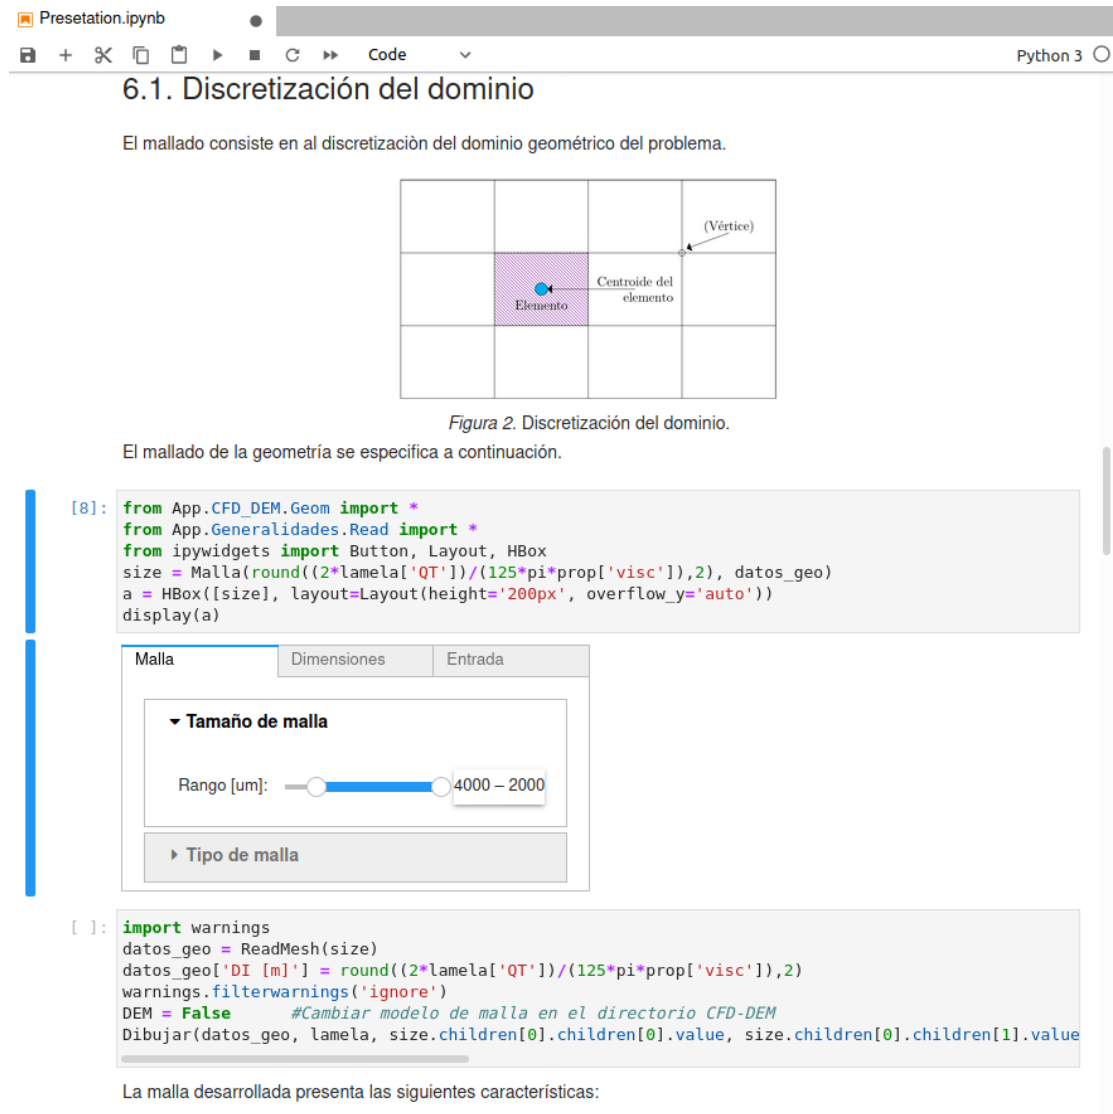 Presetation.ipynb
Code
Python 3
6.1. Discretización del dominio
El mallado consiste en al discretizaciòn del dominio geométrico del problema.
(Vértice)
Centroide del
elemento
Elemento
Figura 2. Discretización del dominio.
El mallado de la geometría se especifica a continuación.
[8]:
from App.CFD_DEM.Geom import *
from App.Generalidades.Read import *
from ipywidgets import Button, Layout, HBox
size = Malla(round((2*lamela['QT'])/(125*pi*prop['visc']),2), datos_geo)
a = HBox([size], layout=Layout(height='200px', overflow_y='auto'))
display(a)
Malla
Dimensiones
Entrada
Tamaño de malla
Rango [um]:
4000 – 2000
Tipo de malla
[ ]:
import warnings
datos_geo = ReadMesh(size)
datos_geo['DI [m]'] = round((2*lamela['QT'])/(125*pi*prop['visc']),2)
warnings.filterwarnings('ignore')
DEM = False      #Cambiar modelo de malla en el directorio CFD-DEM
Dibujar(datos_geo, lamela, size.children[0].children[0].value, size.children[0].children[1].value
La malla desarrollada presenta las siguientes características: